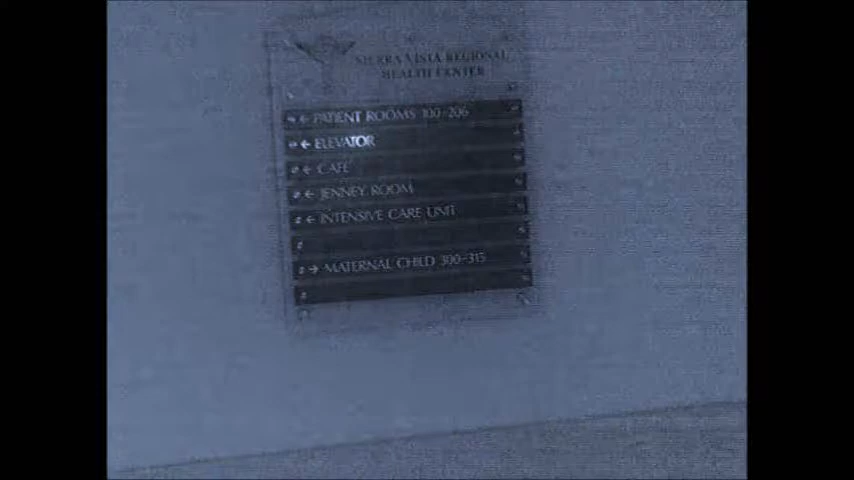 SIERRA VISTA REGIONAL
HEALTH CENTER
← PATIENT ROOMS 100-206
← ELEVATOR
← CAFE
← JENNEY ROOM
← INTENSIVE CARE UNIT
→ MATERNAL CHILD 300-315